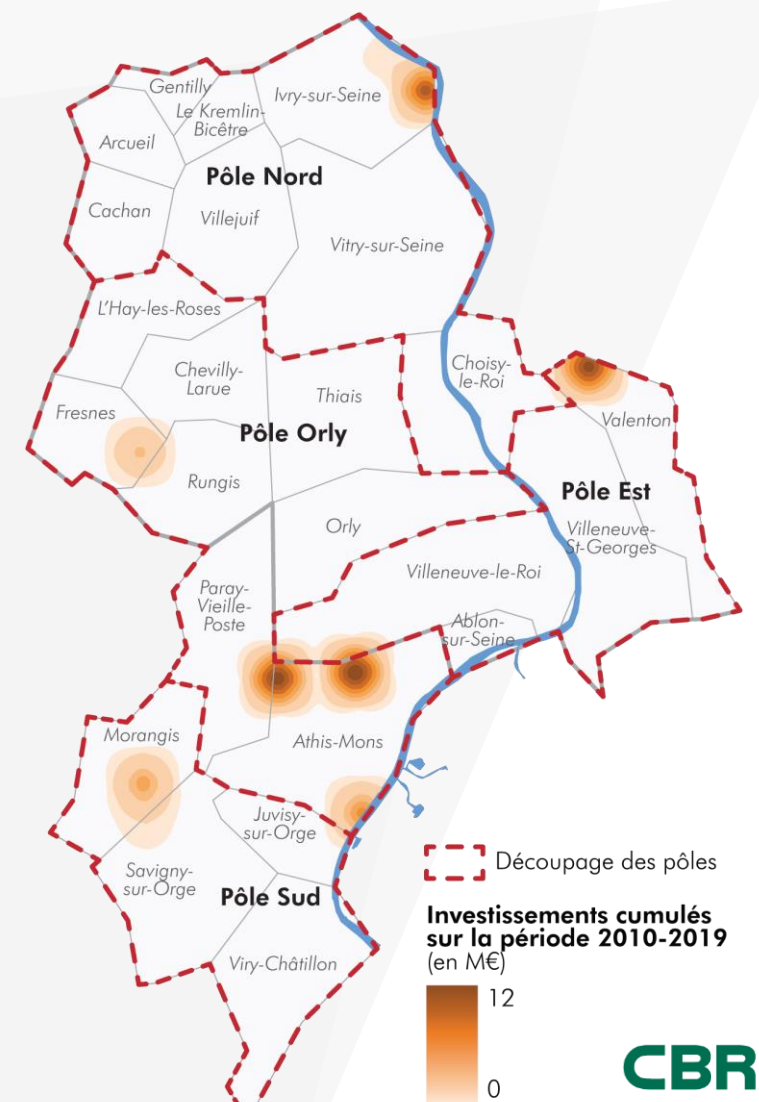 Gentilly
Ivry-sur-Seine
Le Kremlin-
Bicêtre
Arcueil
Pôle Nord
Cachan
Villejuif
Vitry-sur-Seine
L'Hay-les-Roses
Chevilly-
Larue
Choisy-
le-Roi
Thiais
Fresnes
Valenton
Pôle Orly
Rungis
Pôle Est
Orly
Villeneuve-
St-Georges
Villeneuve-le-Roi
Paray-
Vieille-
Poste
Ablon-
sur-Seine
Morangis
Athis-Mons
Juvisy-
sur-Orge
Savigny-
sur-Orge
Pôle Sud
Viry-Châtillon
Découpage des pôles
Investissements cumulés
sur la période 2010-2019
(en M€)
12
0
CBR